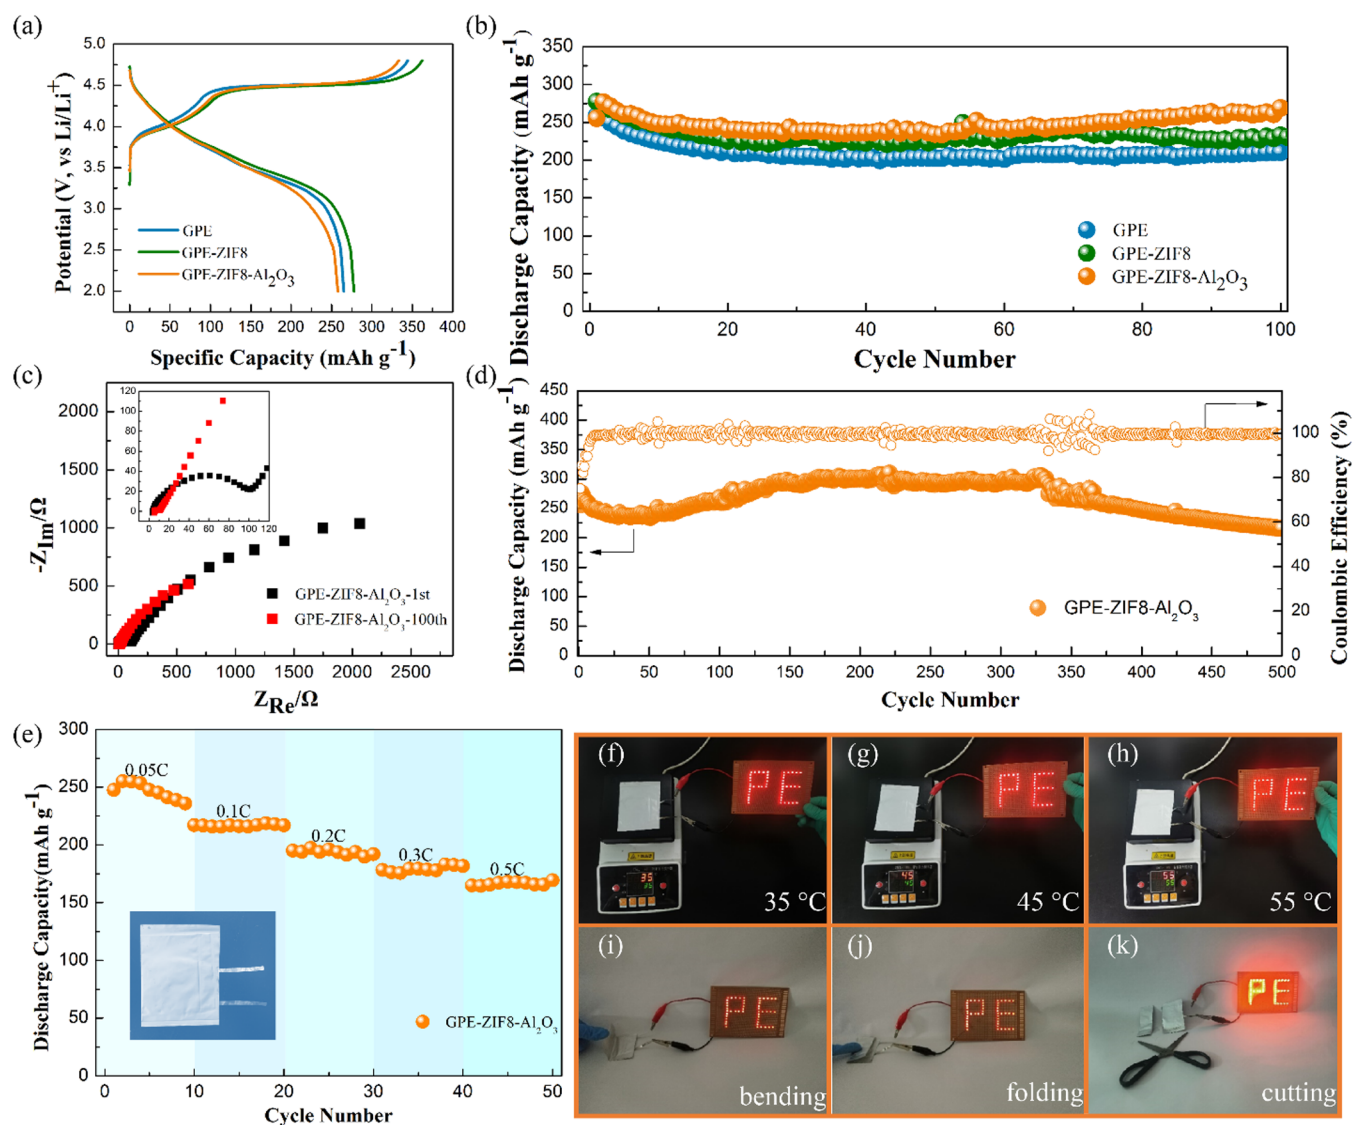 (a)
5.0
4.5
4.0
3.5
3.0
2.5
2.0
Potential (V, vs Li/Li⁺)
GPE
GPE-ZIF8
GPE-ZIF8-Al₂O₃
0 50 100 150 200 250 300 350 400
Specific Capacity (mAh g⁻¹)
(b)
350
300
250
200
150
100
50
0
Discharge Capacity (mAh g⁻¹)
GPE
GPE-ZIF8
GPE-ZIF8-Al₂O₃
0 20 40 60 80 100
Cycle Number
(c)
2000
1500
1000
500
0
-Z_Im/Ω
120
100
80
60
40
20
0
0 20 40 60 80 100 120
GPE-ZIF8-Al₂O₃-1st
GPE-ZIF8-Al₂O₃-100th
0 500 1000 1500 2000 2500
Z_Re/Ω
(d)
450
400
375
350
300
250
200
150
100
50
0
Discharge Capacity (mAh g⁻¹)
100
80
60
40
20
0
Coulombic Efficiency (%)
GPE-ZIF8-Al₂O₃
0 50 100 150 200 250 300 350 400 450 500
Cycle Number
(e)
300
250
200
150
100
50
0
Discharge Capacity(mAh g⁻¹)
0.05C
0.1C
0.2C
0.3C
0.5C
GPE-ZIF8-Al₂O₃
0 10 20 30 40 50
Cycle Number
(f)
PE
35
35 °C
(g)
PE
45
45
45 °C
(h)
PE
55
55 °C
(i)
PE
bending
(j)
PE
folding
(k)
PE
cutting